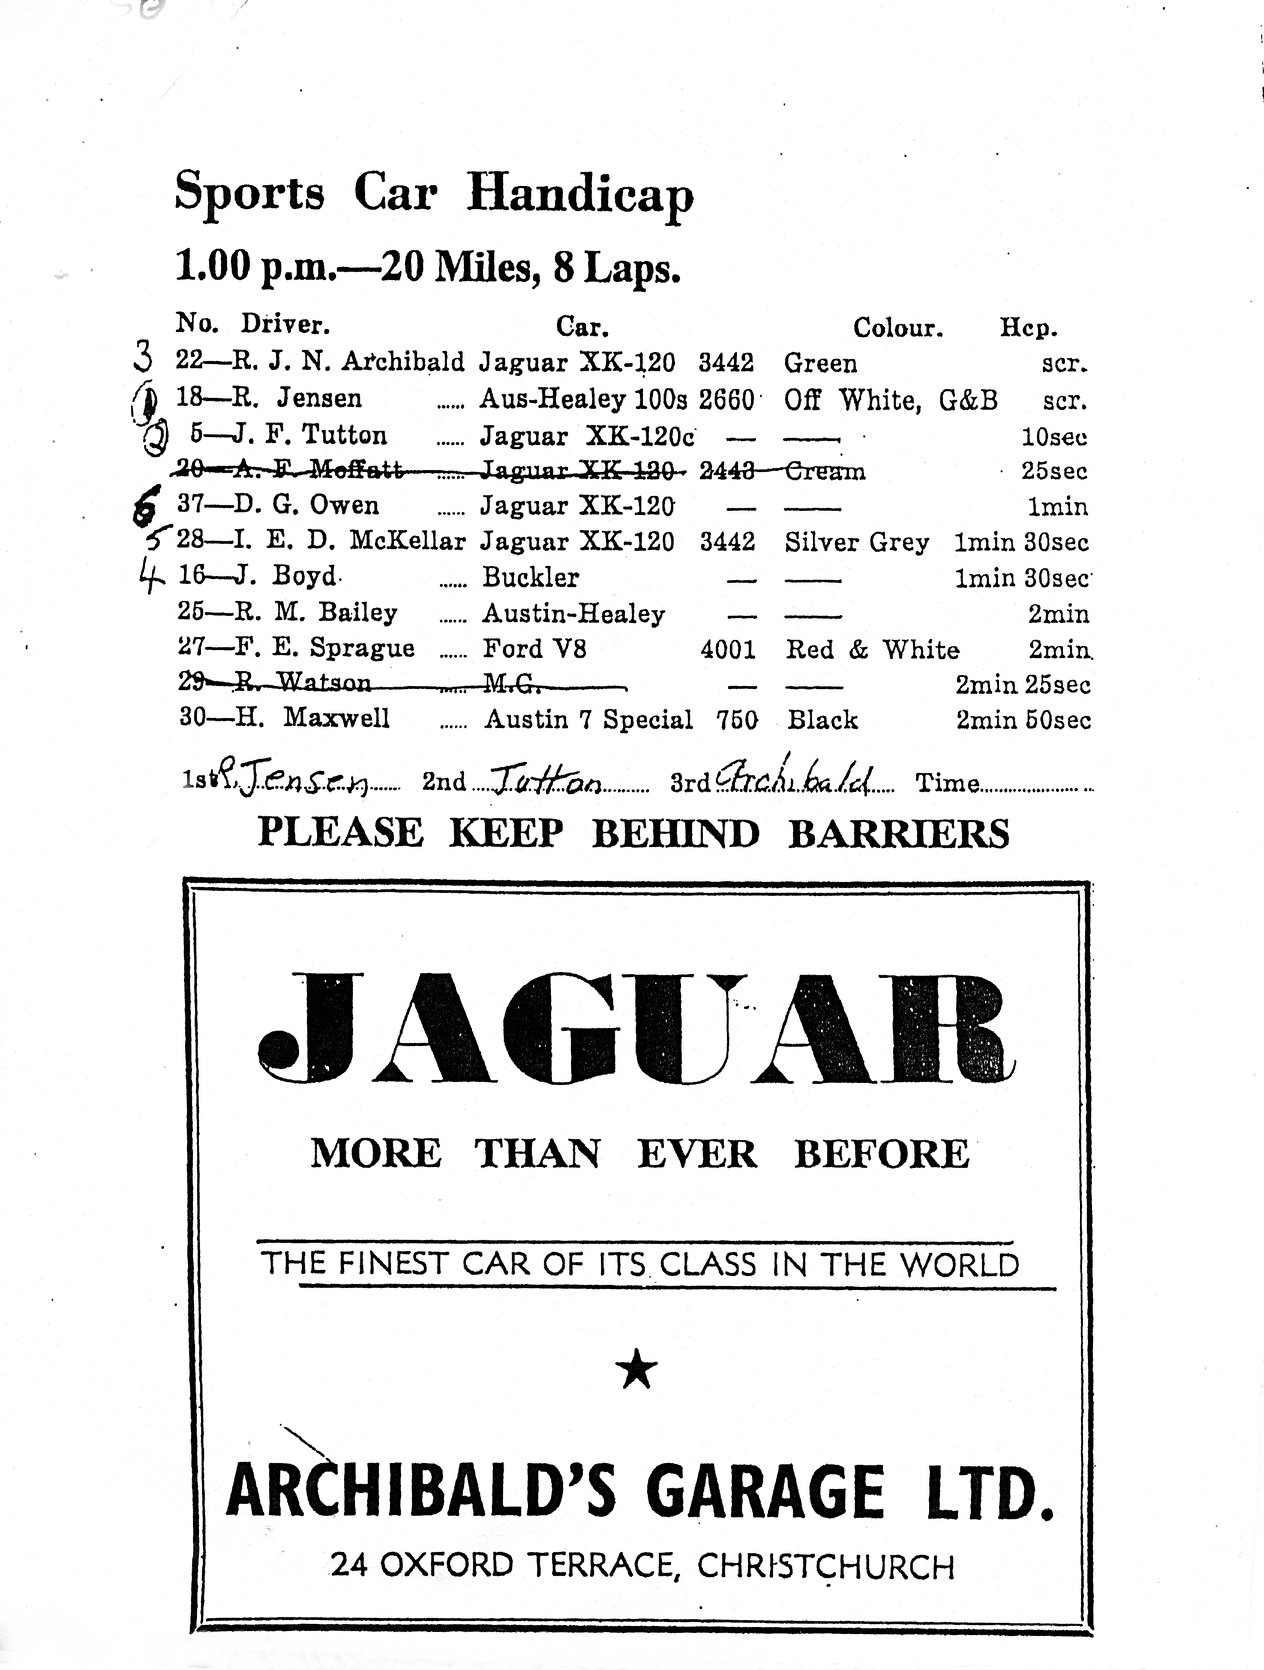 Sports Car Handicap
1.00 p.m.—20 Miles, 8 Laps.
No. Driver. Car. Colour. Hcp.
3 22—R. J. N. Archibald Jaguar XK-120 3442 Green scr.
1 18—R. Jensen ...... Aus-Healey 100s 2660 Off White, G&B scr.
2 5—J. F. Tutton ...... Jaguar XK-120c — —— 10sec
20—A. F. Moffatt ...... Jaguar XK-120 2443 Cream 25sec
6 37—D. G. Owen ...... Jaguar XK-120 — —— 1min
5 28—I. E. D. McKellar Jaguar XK-120 3442 Silver Grey 1min 30sec
4 16—J. Boyd ...... Buckler — —— 1min 30sec
25—R. M. Bailey ...... Austin-Healey — —— 2min
27—F. E. Sprague ...... Ford V8 4001 Red & White 2min.
29—R. Watson ...... M.G. — —— 2min 25sec
30—H. Maxwell ...... Austin 7 Special 750 Black 2min 50sec
1st R. Jensen ...... 2nd .... Tutton .......... 3rd Archibald ..... Time......................
PLEASE KEEP BEHIND BARRIERS
JAGUAR
MORE THAN EVER BEFORE
THE FINEST CAR OF ITS CLASS IN THE WORLD
ARCHIBALD'S GARAGE LTD.
24 OXFORD TERRACE, CHRISTCHURCH